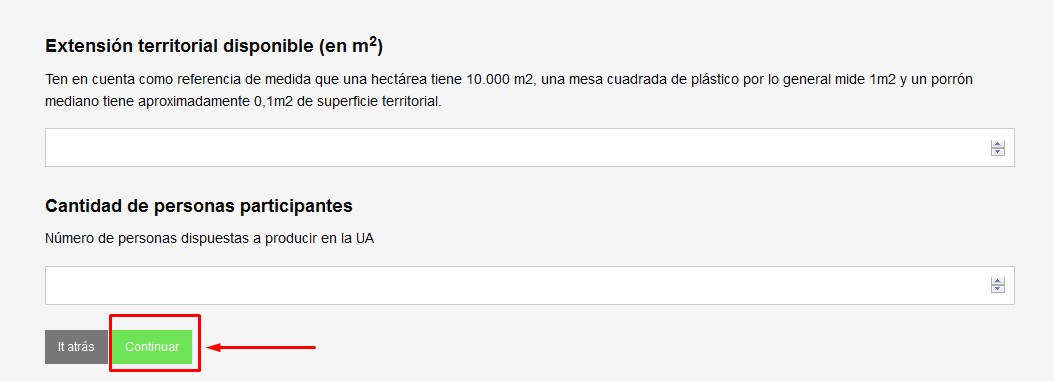 Extensión territorial disponible (en m²)
Ten en cuenta como referencia de medida que una hectárea tiene 10.000 m2, una mesa cuadrada de plástico por lo general mide 1m2 y un porrón
mediano tiene aproximadamente 0,1m2 de superficie territorial.
Cantidad de personas participantes
Número de personas dispuestas a producir en la UA
It atrás Continuar